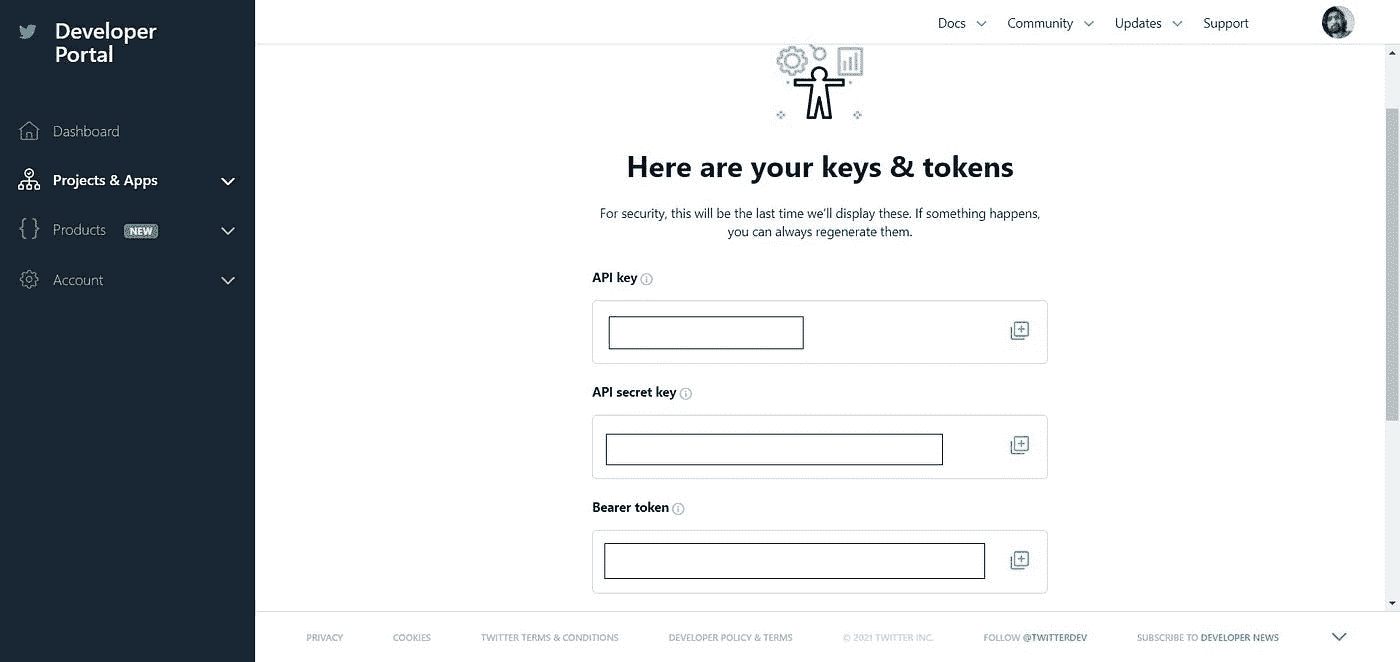 Developer
Portal
Docs
Community
Updates
Support
Dashboard
Projects & Apps
Products NEW
Account
Here are your keys & tokens
For security, this will be the last time we'll display these. If something happens,
you can always regenerate them.
API key
API secret key
Bearer token
PRIVACY
COOKIES
TWITTER TERMS & CONDITIONS
DEVELOPER POLICY & TERMS
© 2021 TWITTER INC.
FOLLOW @TWITTERDEV
SUBSCRIBE TO DEVELOPER NEWS